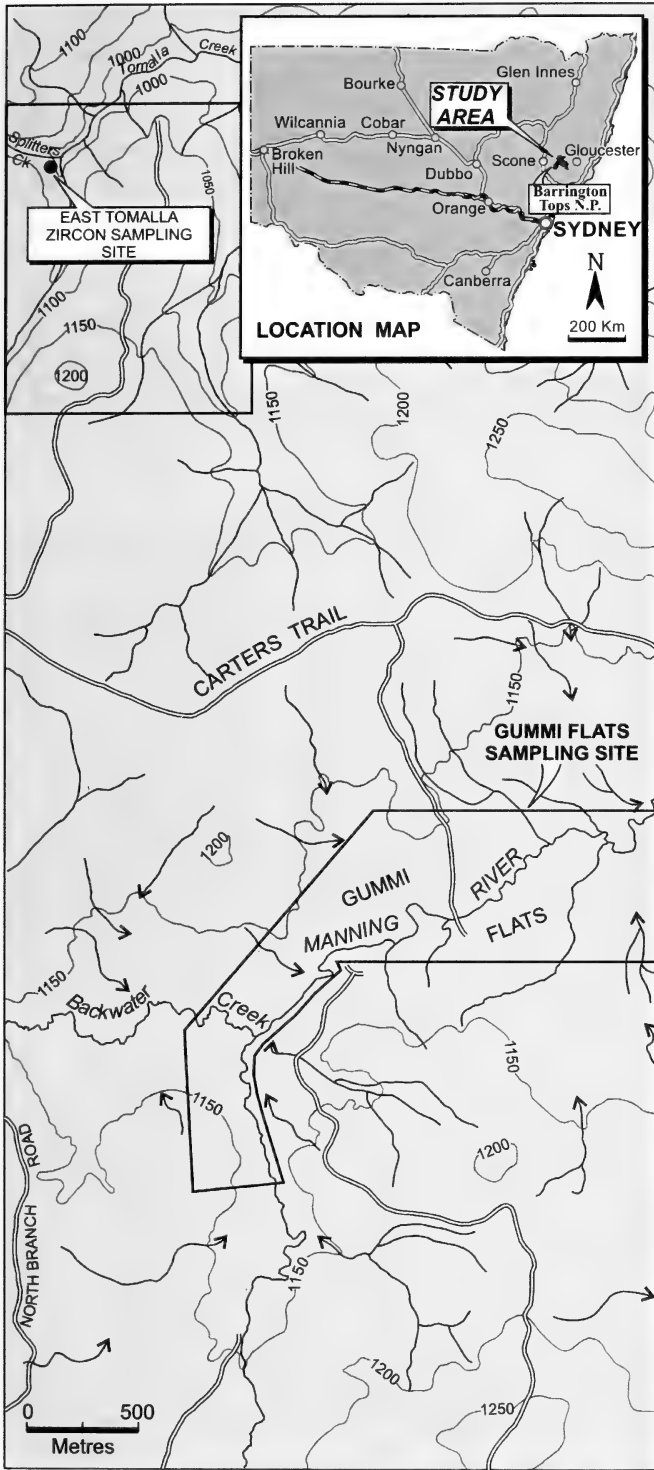 1100
1000
Tomalla
Creek
1000
Splitters
Ck
1050
EAST TOMALLA
ZIRCON SAMPLING
SITE
1100
1150
1200
Bourke
Glen Innes
STUDY
AREA
Wilcannia
Cobar
Nyngan
Scone
Gloucester
Broken
Hill
Dubbo
Barrington
Tops N.P.
Orange
SYDNEY
Canberra
N
LOCATION MAP
200 Km
1150
1200
1250
CARTERS TRAIL
1150
GUMMI FLATS
SAMPLING SITE
1200
GUMMI
RIVER
MANNING
FLATS
1150
Backwater
Creek
1150
1150
1200
NORTH BRANCH ROAD
1150
1200
1250
0 500
Metres